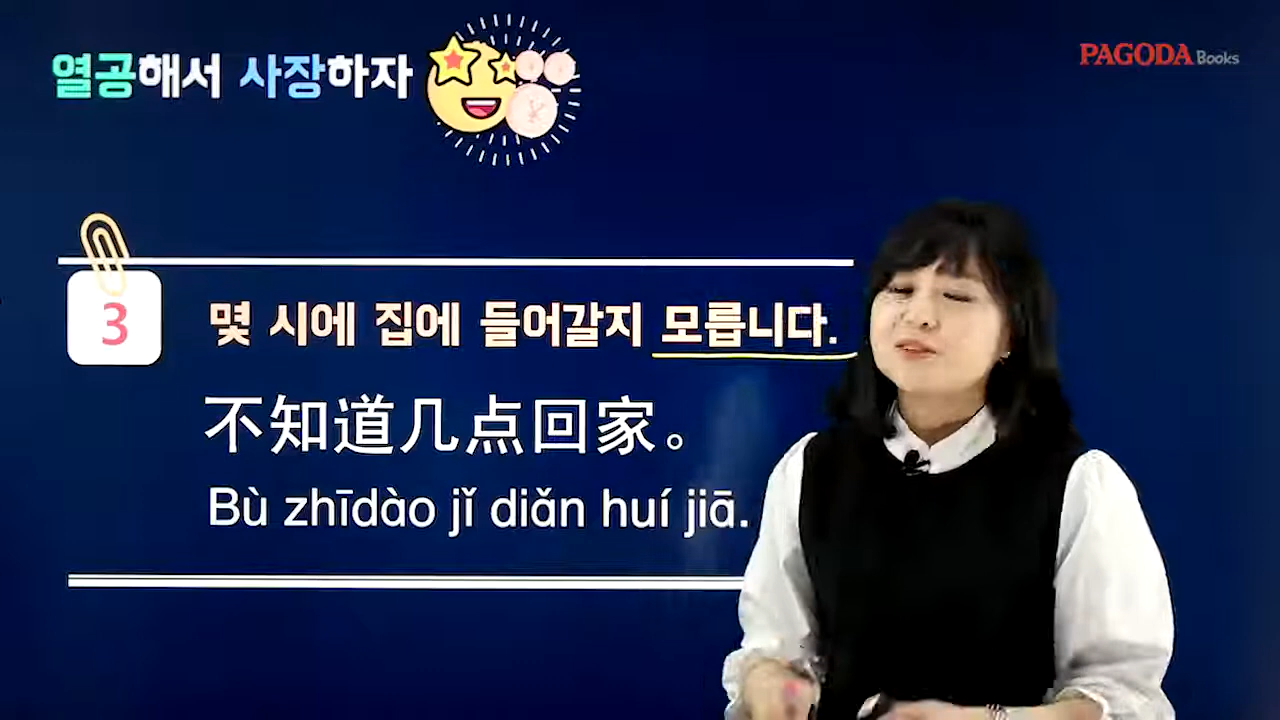 열공해서 사장하자
PAGODA Books
3
몇 시에 집에 들어갈지 모릅니다.
不知道几点回家。
Bù zhīdào jǐ diǎn huí jiā.